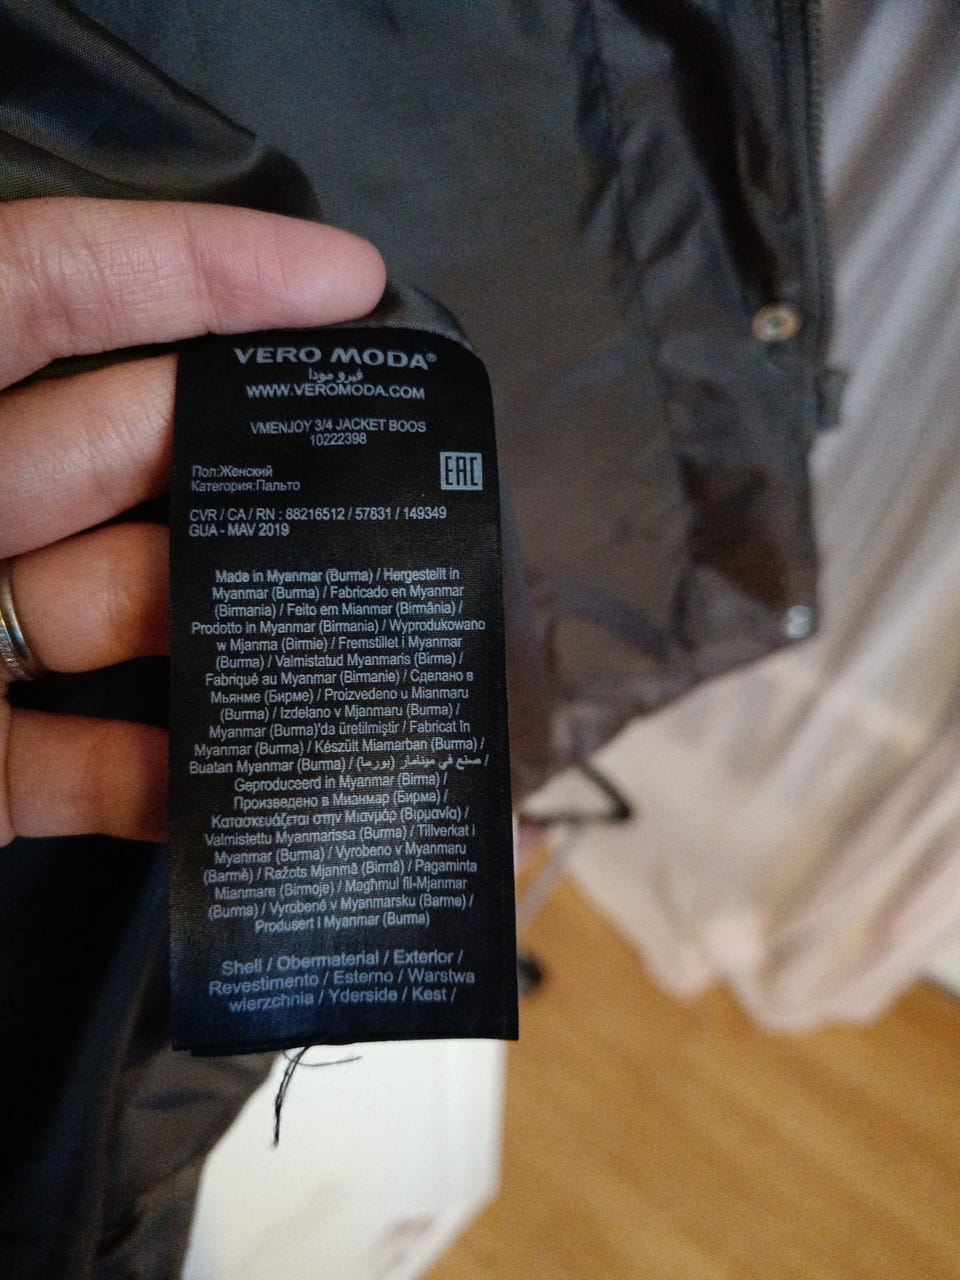 VERO MODA®
فيرو مودا
WWW.VEROMODA.COM
VMENJOY 3/4 JACKET BOOS
10222398
EAC
Пол:Женский
Категория:Пальто
CVR / CA / RN : 88216512 / 57831 / 149349
GUA - MAV 2019
Made in Myanmar (Burma) / Hergestellt in
Myanmar (Burma) / Fabricado en Myanmar
(Birmania) / Feito em Mianmar (Birmânia) /
Prodotto in Myanmar (Birmania) / Wyprodukowano
w Mjanma (Birmie) / Fremstillet i Myanmar
(Burma) / Valmistatud Myanmaris (Birma) /
Fabriqué au Myanmar (Birmanie) / Сделано в
Мьянме (Бирме) / Proizvedeno u Mianmaru
(Burma) / Izdelano v Mjanmaru (Burma) /
Myanmar (Burma)'da üretilmiştir / Fabricat în
Myanmar (Burma) / Készült Miamarban (Burma) /
Buatan Myanmar (Burma) / صنع في ميانمار (بورما) /
Geproduceerd in Myanmar (Birma) /
Произведено в Мианмар (Бирма) /
Κατασκευάζεται στην Μιανμάρ (Βιρμανία) /
Valmistettu Myanmarissa (Burma) / Tillverkat i
Myanmar (Burma) / Vyrobeno v Myanmaru
(Barmě) / Ražots Mjanmā (Birmā) / Pagaminta
Mianmare (Birmoje) / Magħmul fil-Mjanmar
(Burma) / Vyrobené v Myanmarsku (Barme) /
Produsert i Myanmar (Burma)
Shell / Obermaterial / Exterior /
Revestimento / Esterno / Warstwa
wierzchnia / Yderside / Kest /